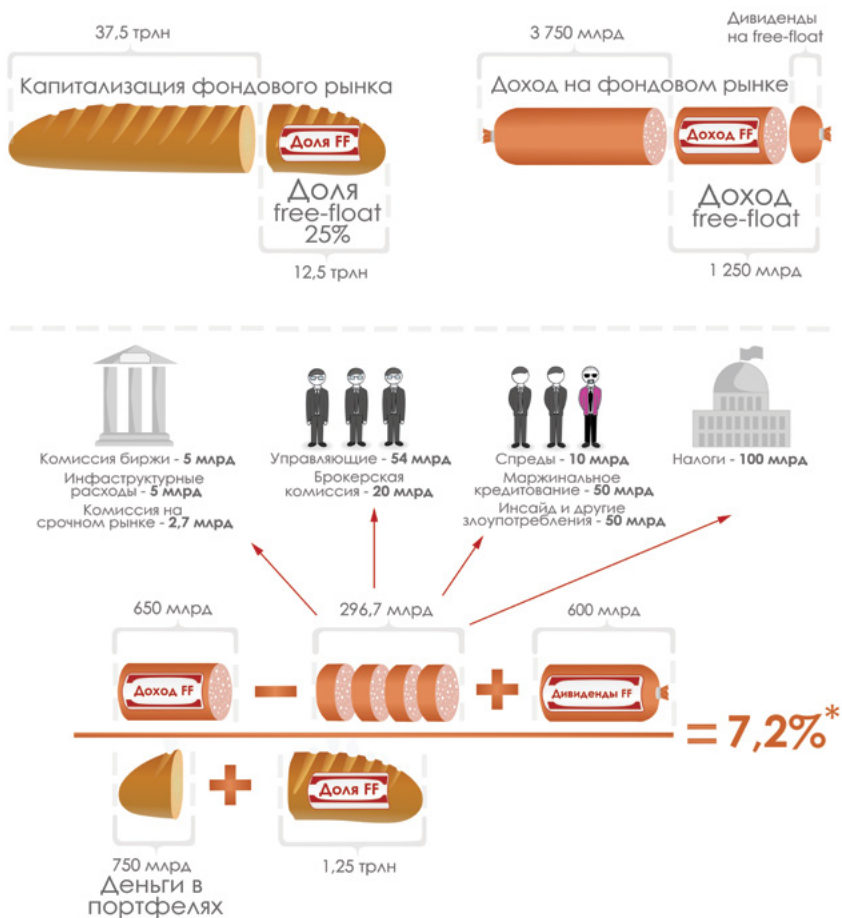 37,5 трлн
Капитализация фондового рынка
Доля FF
Доля
free-float
25%
12,5 трлн
3 750 млрд
Дивиденды
на free-float
Доход на фондовом рынке
Доход FF
Доход
free-float
1 250 млрд
Комиссия биржи - 5 млрд
Инфраструктурные
расходы - 5 млрд
Комиссия на
срочном рынке - 2,7 млрд
Управляющие - 54 млрд
Брокерская
комиссия - 20 млрд
Спреды - 10 млрд
Маржинальное
кредитование - 50 млрд
Инсайд и другие
злоупотребления - 50 млрд
Налоги - 100 млрд
650 млрд
296,7 млрд
600 млрд
Доход FF
−
+
Дивиденды FF
= 7,2%*
+
Доля FF
750 млрд
Деньги в
портфелях
1,25 трлн